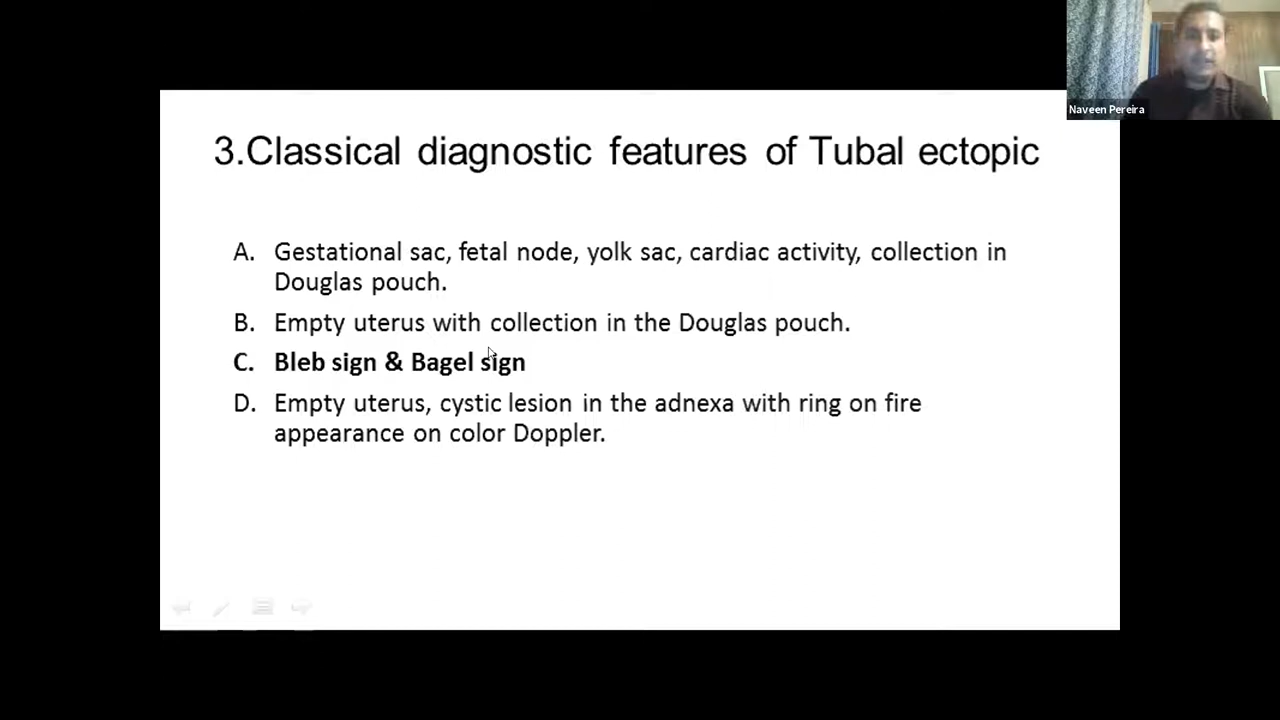 Naveen Pereira
3.Classical diagnostic features of Tubal ectopic
A. Gestational sac, fetal node, yolk sac, cardiac activity, collection in
Douglas pouch.
B. Empty uterus with collection in the Douglas pouch.
C. Bleb sign & Bagel sign
D. Empty uterus, cystic lesion in the adnexa with ring on fire
appearance on color Doppler.